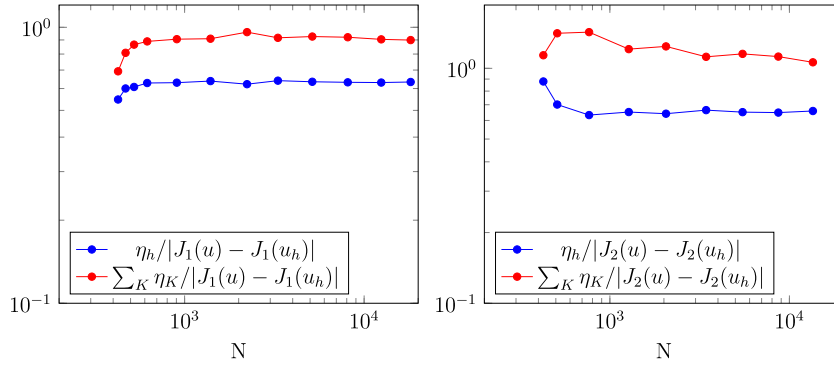 10^0
10^{-1}
η_h/|J_1(u) − J_1(u_h)|
∑_K η_K/|J_1(u) − J_1(u_h)|
10^3
10^4
N
10^0
10^{-1}
η_h/|J_2(u) − J_2(u_h)|
∑_K η_K/|J_2(u) − J_2(u_h)|
10^3
10^4
N